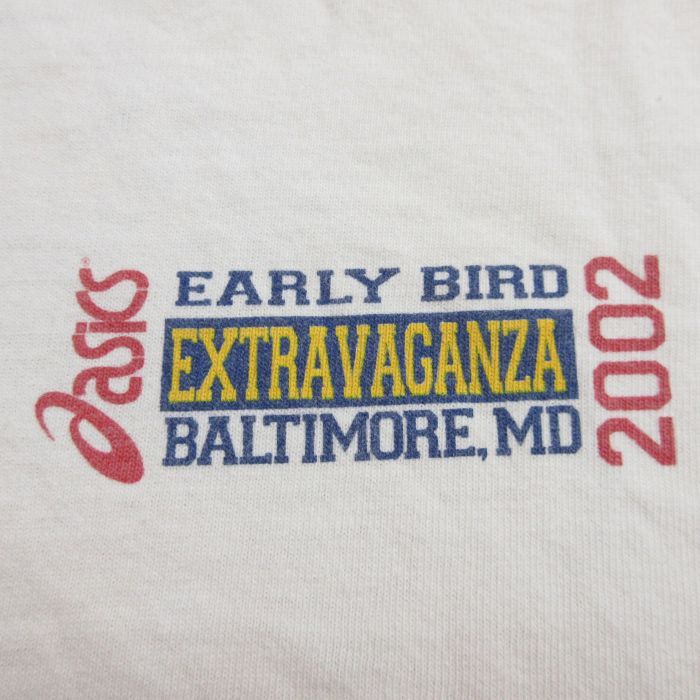 asics®
EARLY BIRD
EXTRAVAGANZA
BALTIMORE, MD
2002